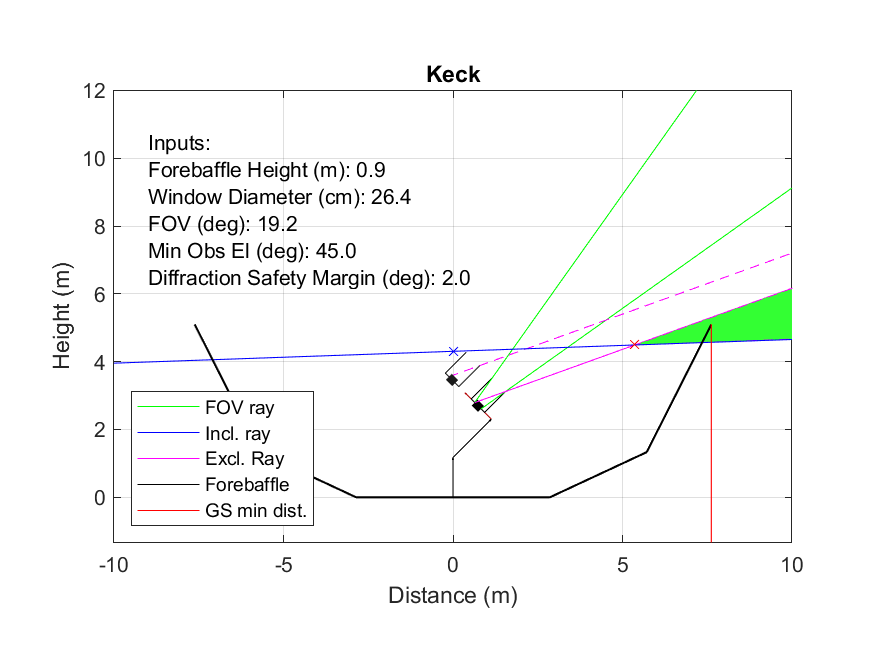 Keck
12
10
8
6
4
2
0
Height (m)
Inputs:
Forebaffle Height (m): 0.9
Window Diameter (cm): 26.4
FOV (deg): 19.2
Min Obs El (deg): 45.0
Diffraction Safety Margin (deg): 2.0
FOV ray
Incl. ray
Excl. Ray
Forebaffle
GS min dist.
-10 -5 0 5 10
Distance (m)